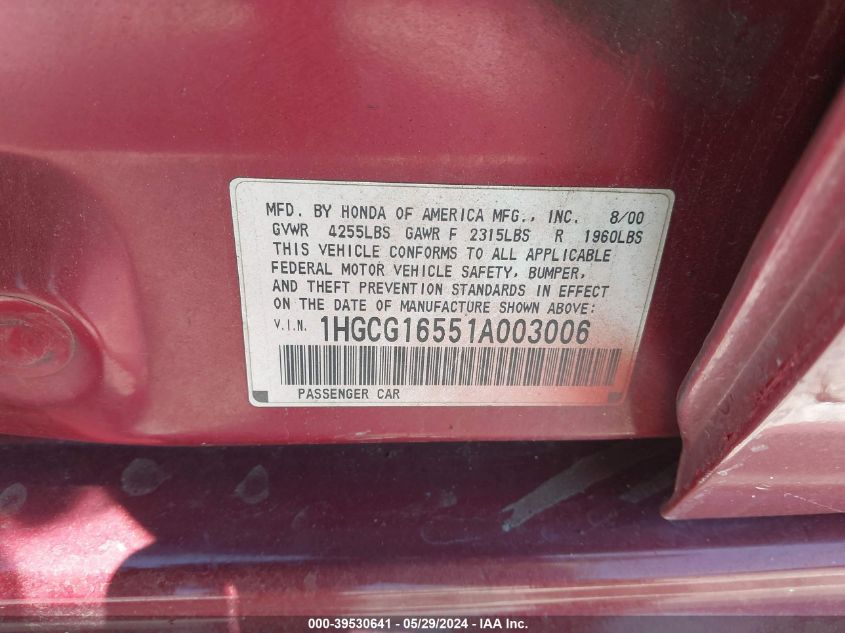 MFD. BY HONDA OF AMERICA MFG., INC. 8/00
GVWR 4255LBS GAWR F 2315LBS R 1960LBS
THIS VEHICLE CONFORMS TO ALL APPLICABLE
FEDERAL MOTOR VEHICLE SAFETY, BUMPER,
AND THEFT PREVENTION STANDARDS IN EFFECT
ON THE DATE OF MANUFACTURE SHOWN ABOVE:
V.I.N. 1HGCG16551A003006
PASSENGER CAR
000-39530641 - 05/29/2024 - IAA Inc.